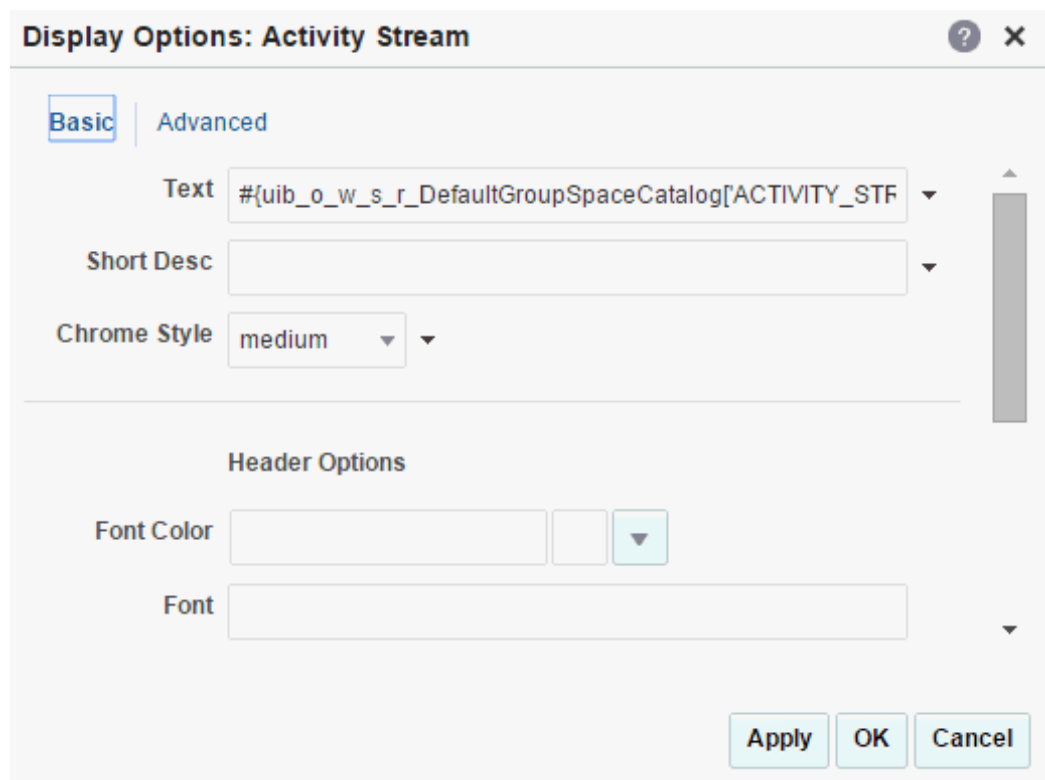 Display Options: Activity Stream ? ×
Basic Advanced
Text #{uib_o_w_s_r_DefaultGroupSpaceCatalog['ACTIVITY_STR
Short Desc
Chrome Style medium
Header Options
Font Color
Font
Apply OK Cancel